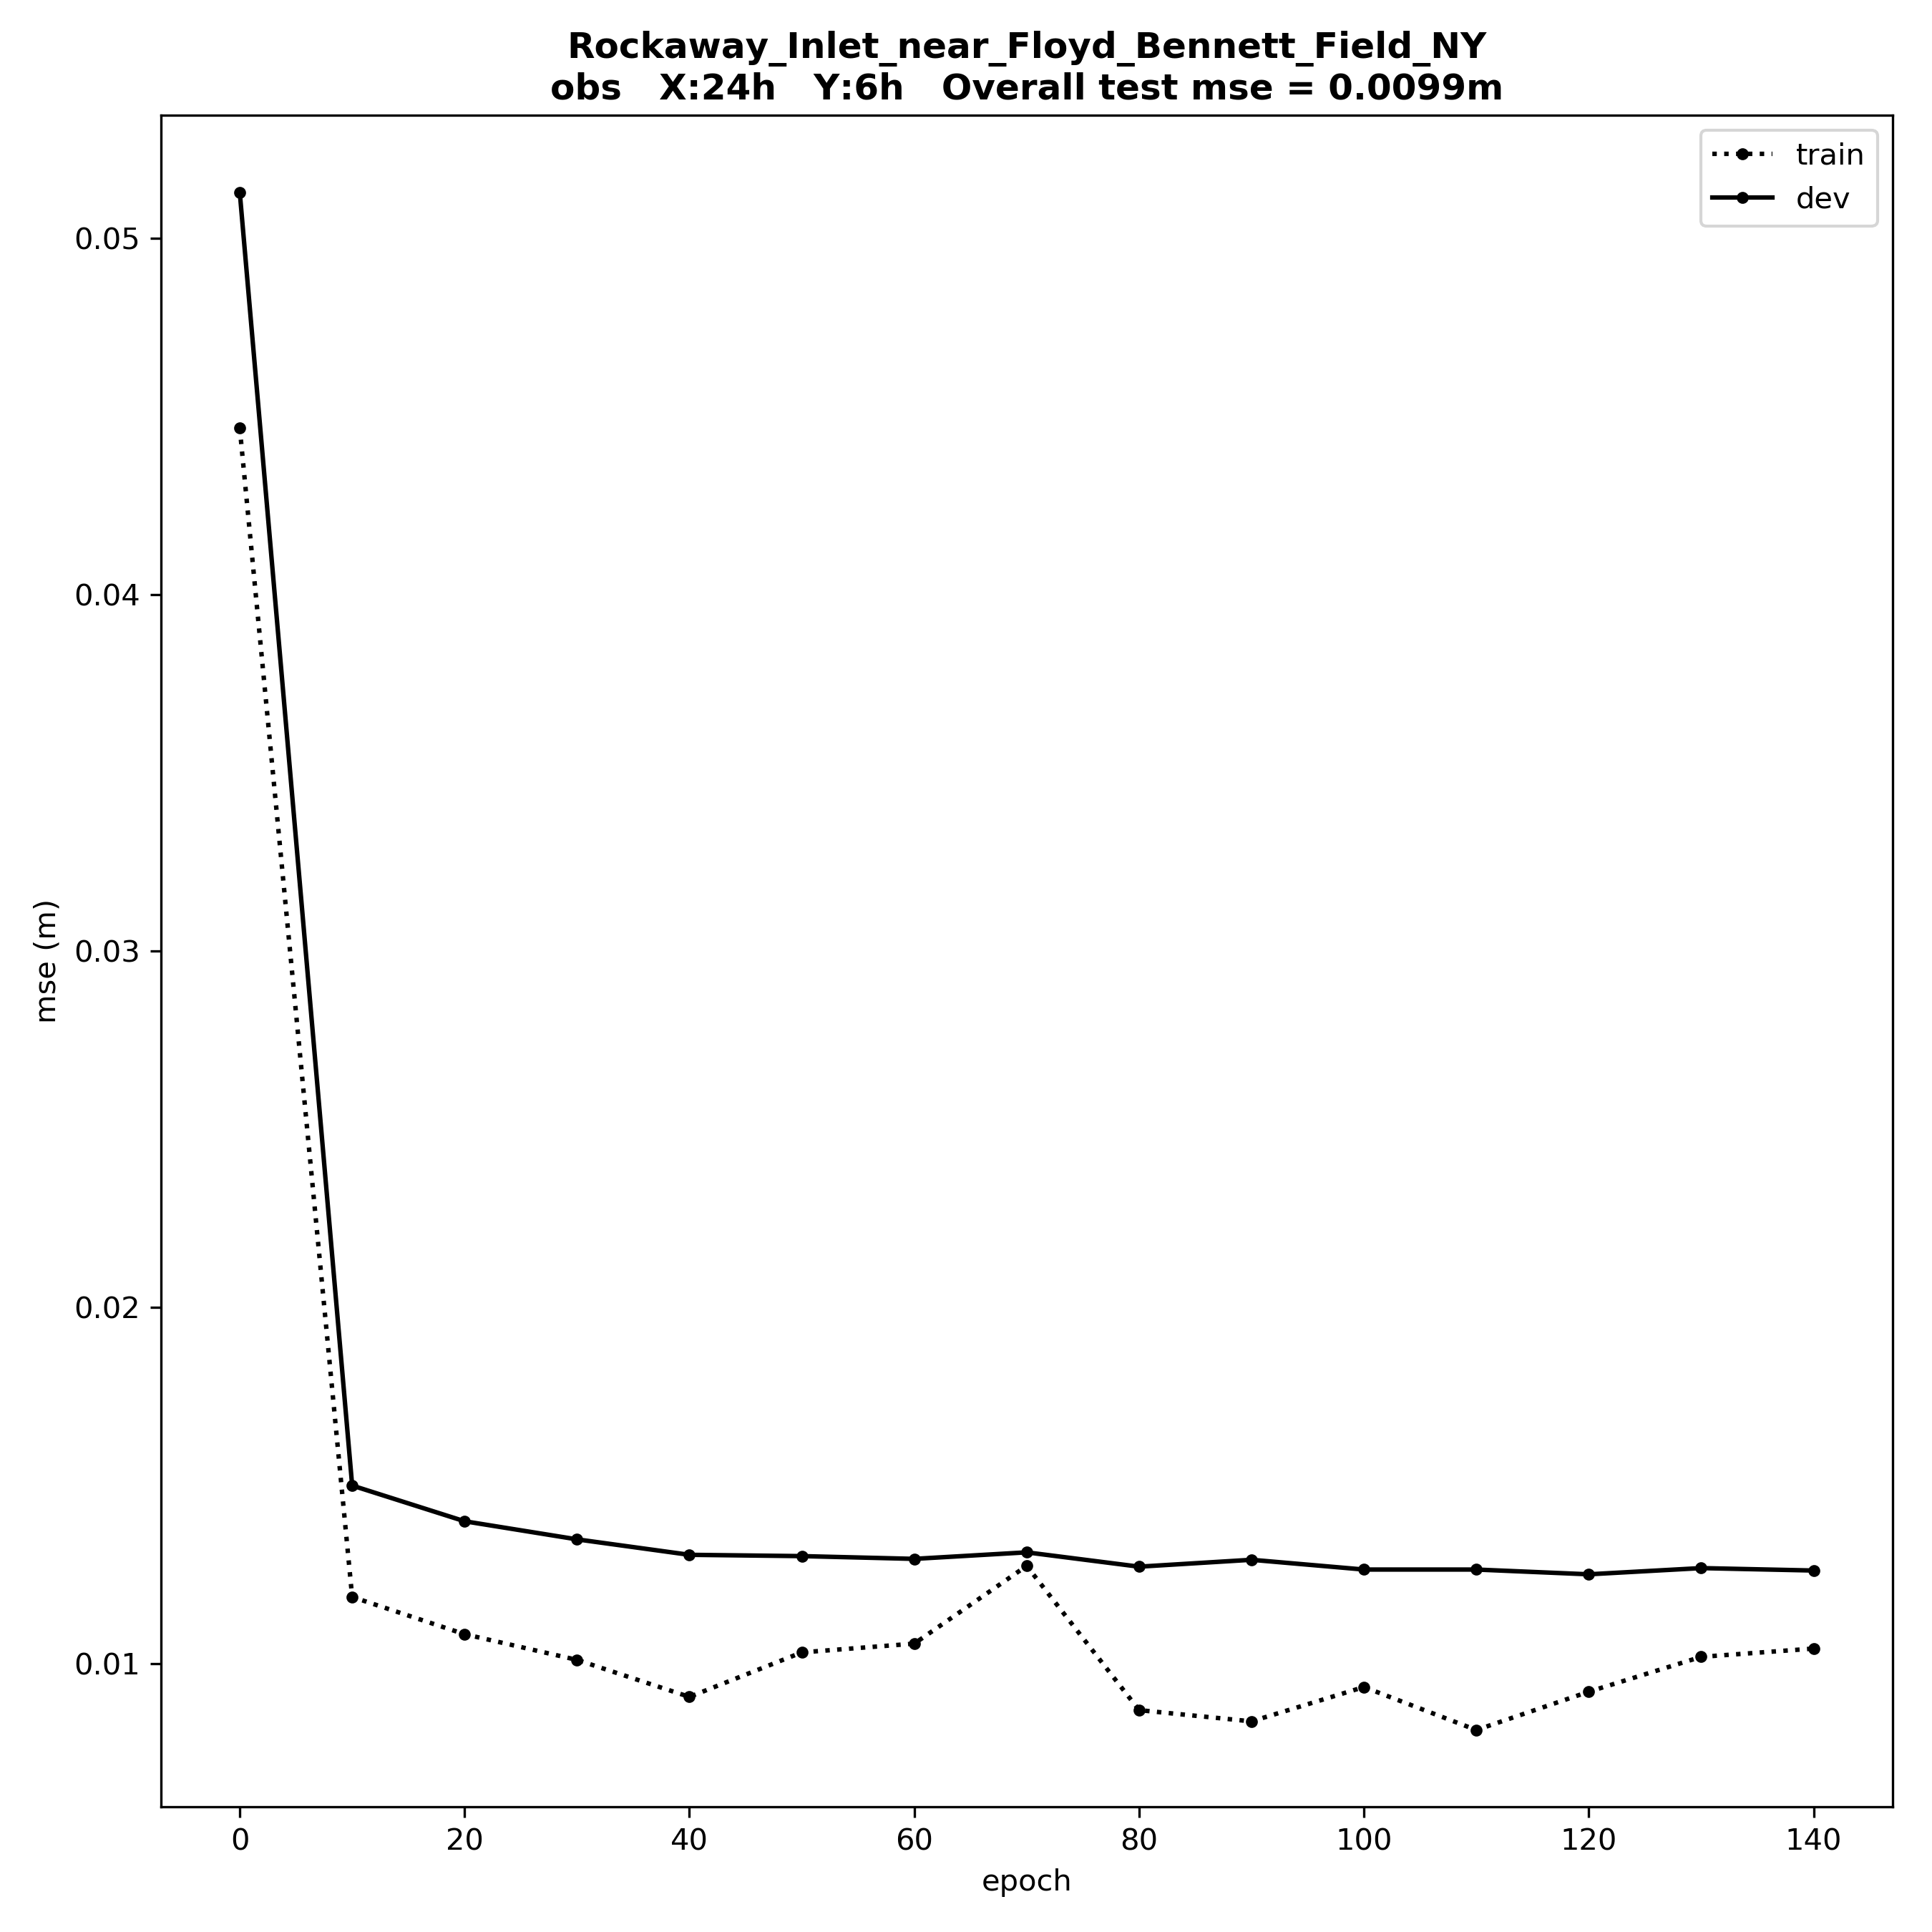 Rockaway_Inlet_near_Floyd_Bennett_Field_NY
obs   X:24h   Y:6h   Overall test mse = 0.0099m
train
dev
0.05
0.04
0.03
0.02
0.01
mse (m)
0 20 40 60 80 100 120 140
epoch